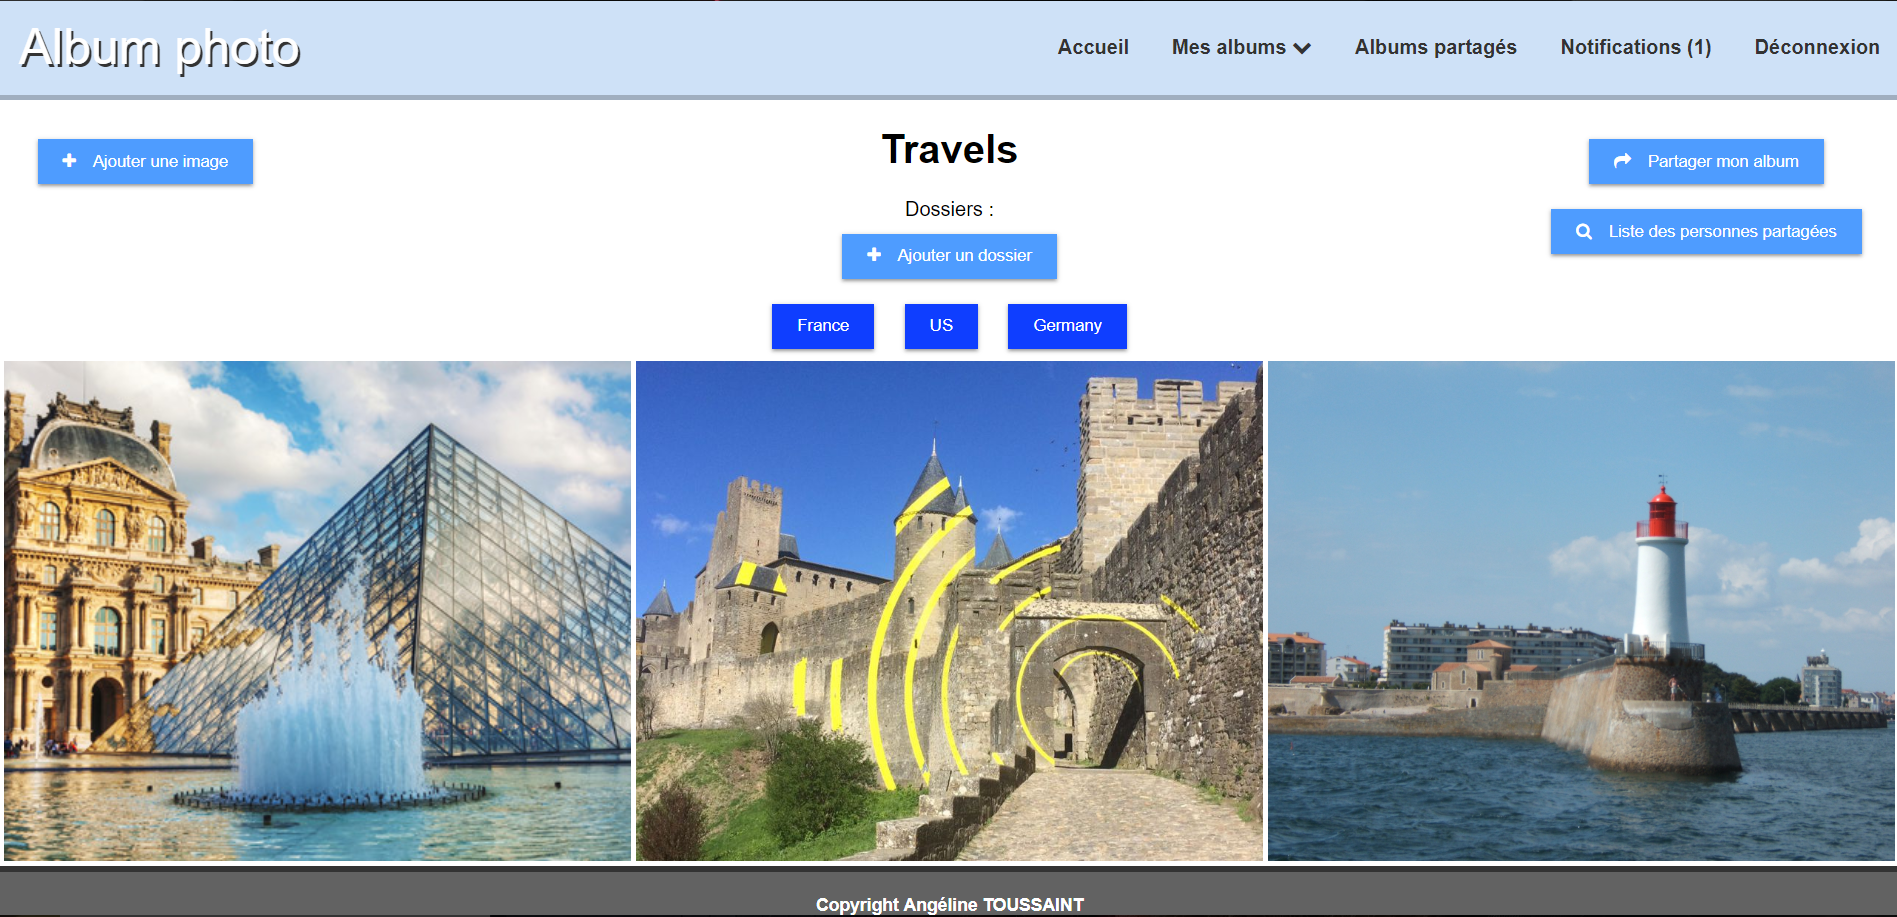 Album photo
Accueil
Mes albums
Albums partagés
Notifications (1)
Déconnexion
Ajouter une image
Travels
Partager mon album
Dossiers :
Liste des personnes partagées
Ajouter un dossier
France
US
Germany
Copyright Angéline TOUSSAINT